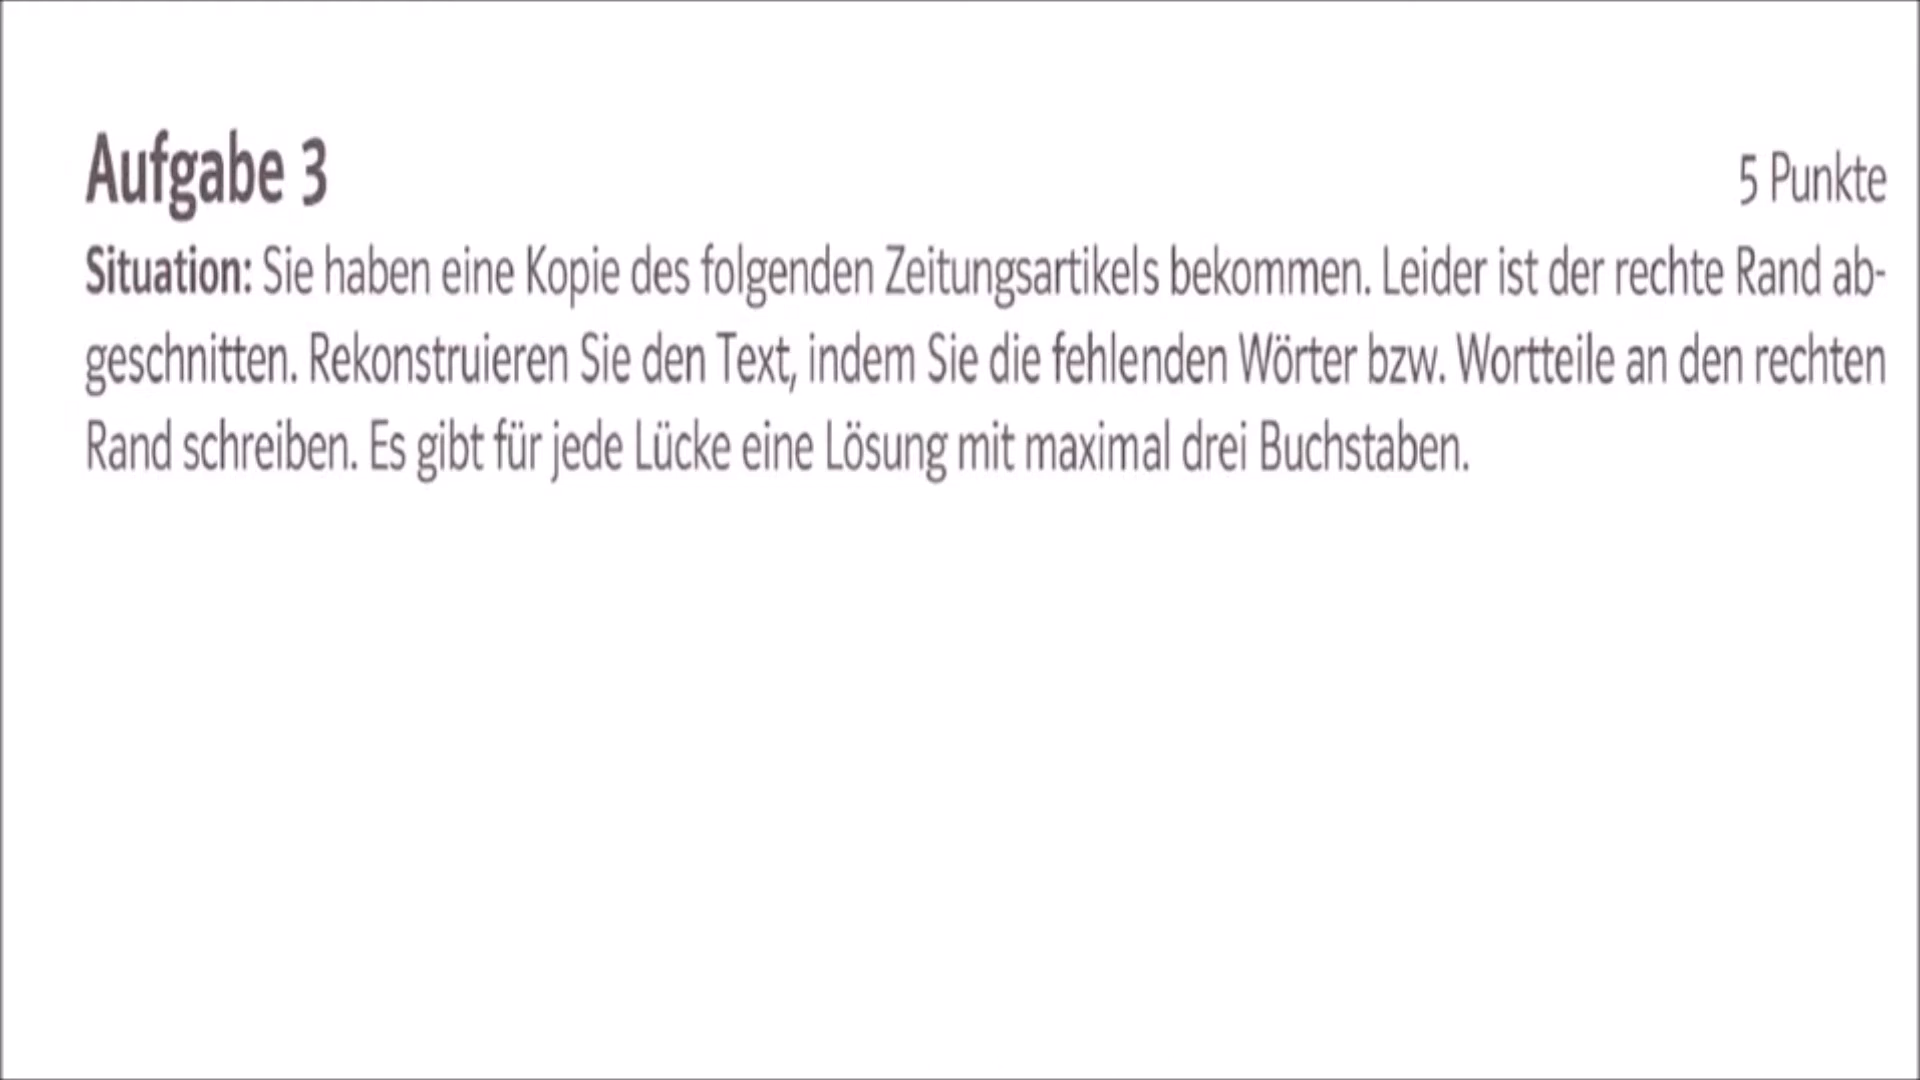 Aufgabe 3
5 Punkte
Situation: Sie haben eine Kopie des folgenden Zeitungsartikels bekommen. Leider ist der rechte Rand ab-
geschnitten. Rekonstruieren Sie den Text, indem Sie die fehlenden Wörter bzw. Wortteile an den rechten
Rand schreiben. Es gibt für jede Lücke eine Lösung mit maximal drei Buchstaben.